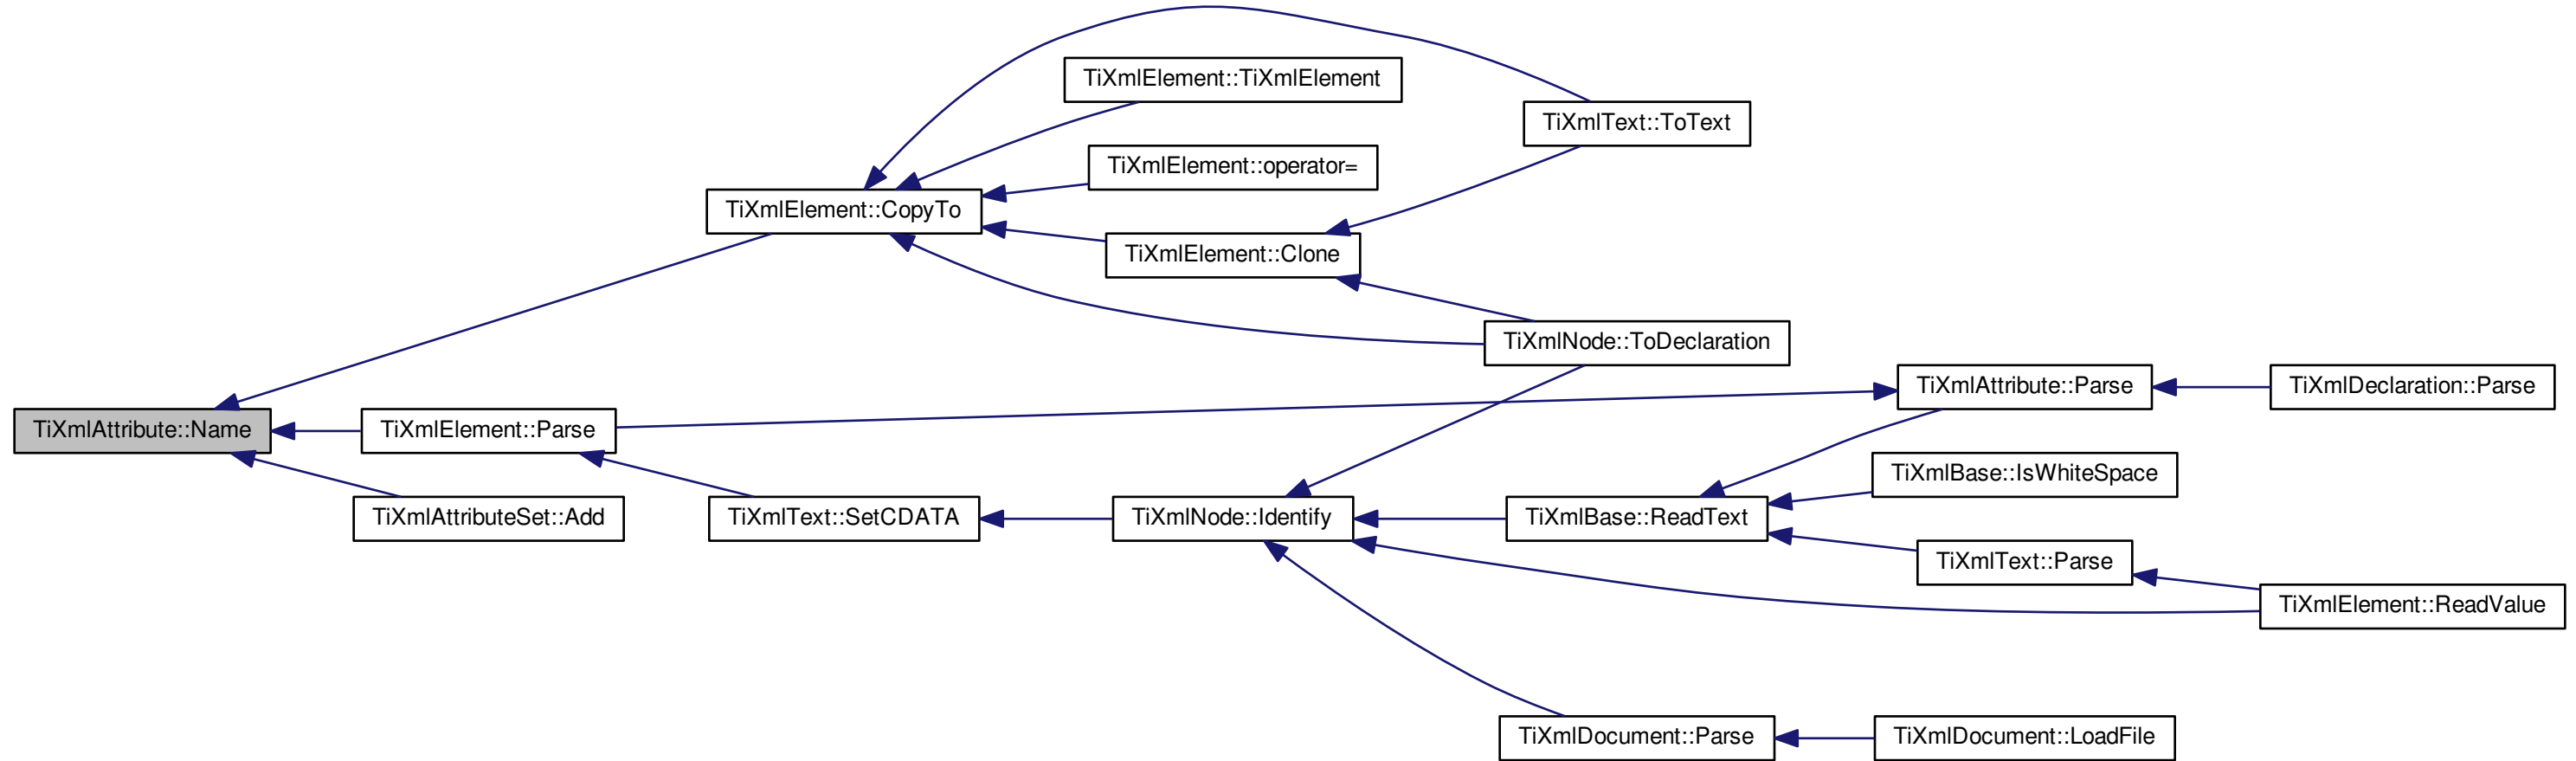 TiXmlElement::TiXmlElement
TiXmlText::ToText
TiXmlElement::operator=
TiXmlElement::CopyTo
TiXmlElement::Clone
TiXmlNode::ToDeclaration
TiXmlAttribute::Parse
TiXmlDeclaration::Parse
TiXmlAttribute::Name
TiXmlElement::Parse
TiXmlBase::IsWhiteSpace
TiXmlAttributeSet::Add
TiXmlText::SetCDATA
TiXmlNode::Identify
TiXmlBase::ReadText
TiXmlText::Parse
TiXmlElement::ReadValue
TiXmlDocument::Parse
TiXmlDocument::LoadFile